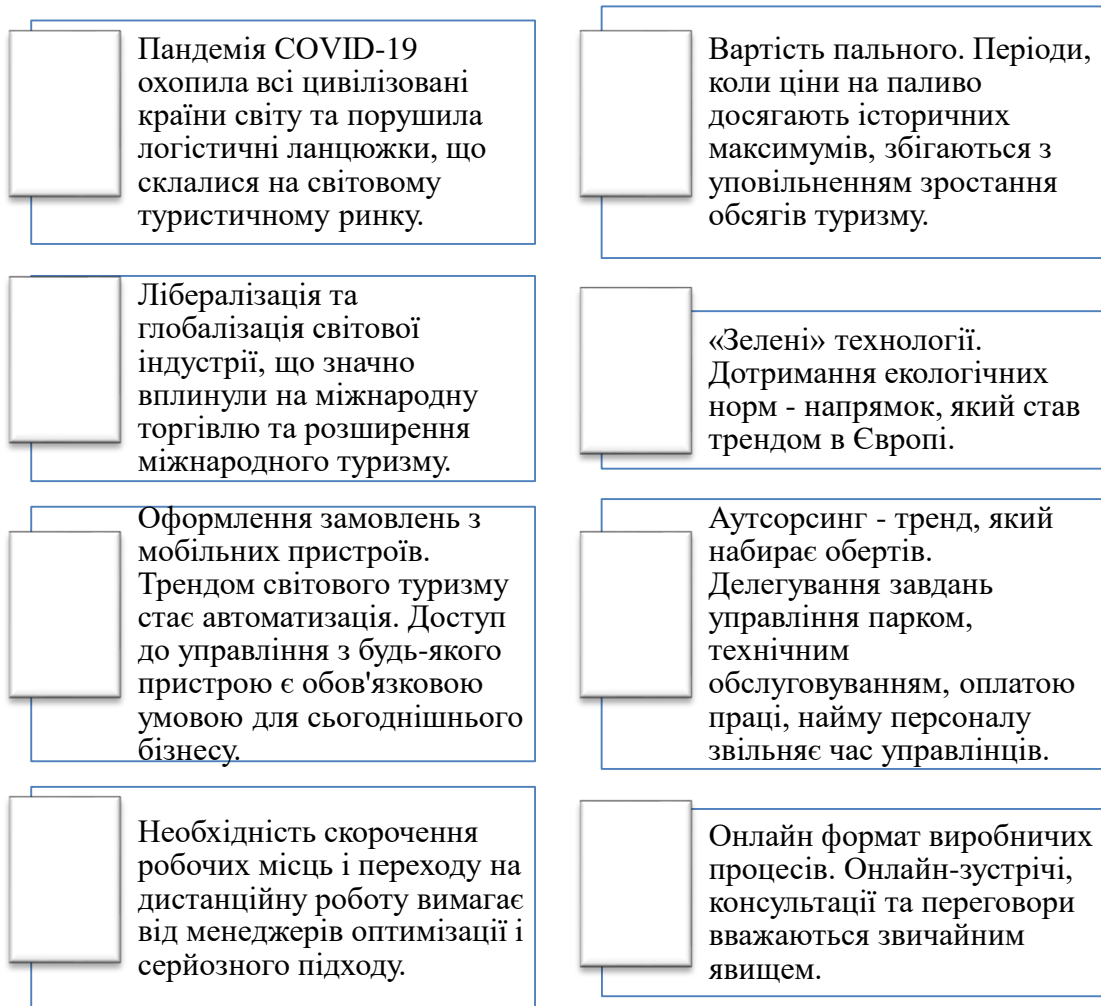 Пандемія COVID-19
охопила всі цивілізовані
країни світу та порушила
логістичні ланцюжки, що
склалися на світовому
туристичному ринку.
Вартість пального. Періоди,
коли ціни на паливо
досягають історичних
максимумів, збігаються з
уповільненням зростання
обсягів туризму.
Лібералізація та
глобалізація світової
індустрії, що значно
вплинули на міжнародну
торгівлю та розширення
міжнародного туризму.
«Зелені» технології.
Дотримання екологічних
норм - напрямок, який став
трендом в Європі.
Оформлення замовлень з
мобільних пристроїв.
Трендом світового туризму
стає автоматизація. Доступ
до управління з будь-якого
пристрою є обов'язковою
умовою для сьогоднішнього
бізнесу.
Аутсорсинг - тренд, який
набирає обертів.
Делегування завдань
управління парком,
технічним
обслуговуванням, оплатою
праці, найму персоналу
звільняє час управлінців.
Необхідність скорочення
робочих місць і переходу на
дистанційну роботу вимагає
від менеджерів оптимізації і
серйозного підходу.
Онлайн формат виробничих
процесів. Онлайн-зустрічі,
консультації та переговори
вважаються звичайним
явищем.